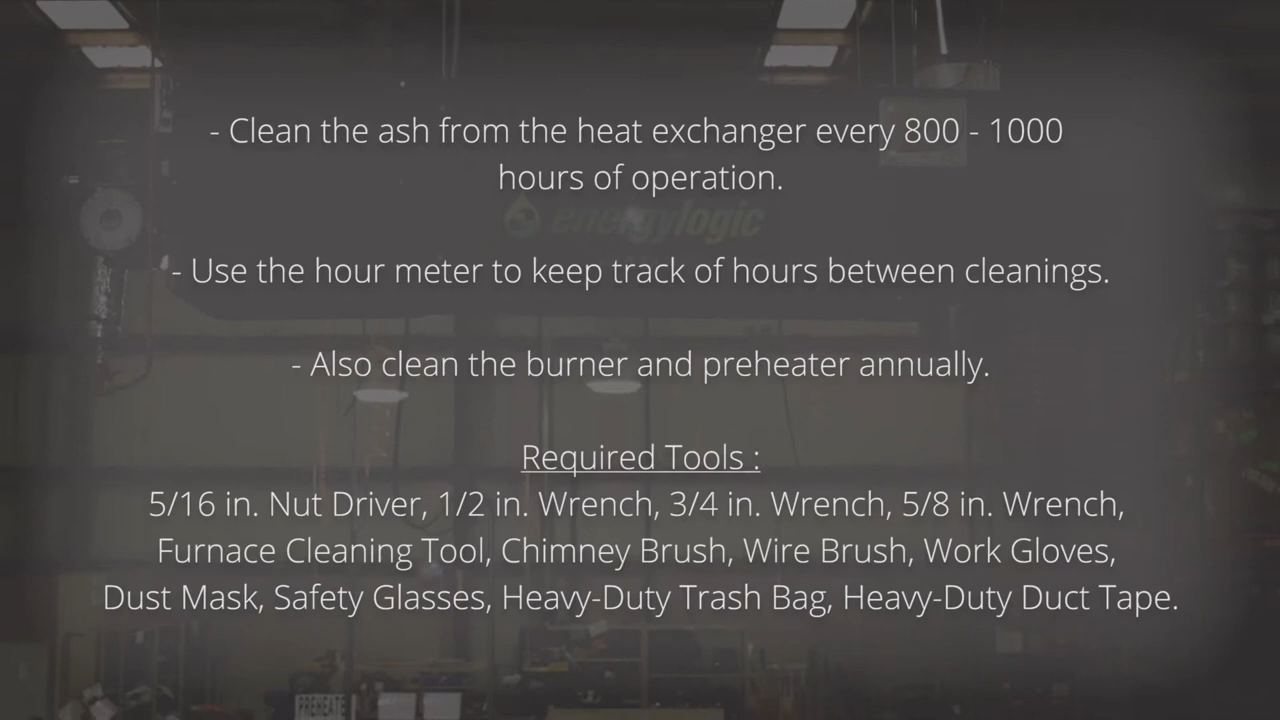 - Clean the ash from the heat exchanger every 800 - 1000
hours of operation.
energylogic
- Use the hour meter to keep track of hours between cleanings.
- Also clean the burner and preheater annually.
Required Tools :
5/16 in. Nut Driver, 1/2 in. Wrench, 3/4 in. Wrench, 5/8 in. Wrench,
Furnace Cleaning Tool, Chimney Brush, Wire Brush, Work Gloves,
Dust Mask, Safety Glasses, Heavy-Duty Trash Bag, Heavy-Duty Duct Tape.